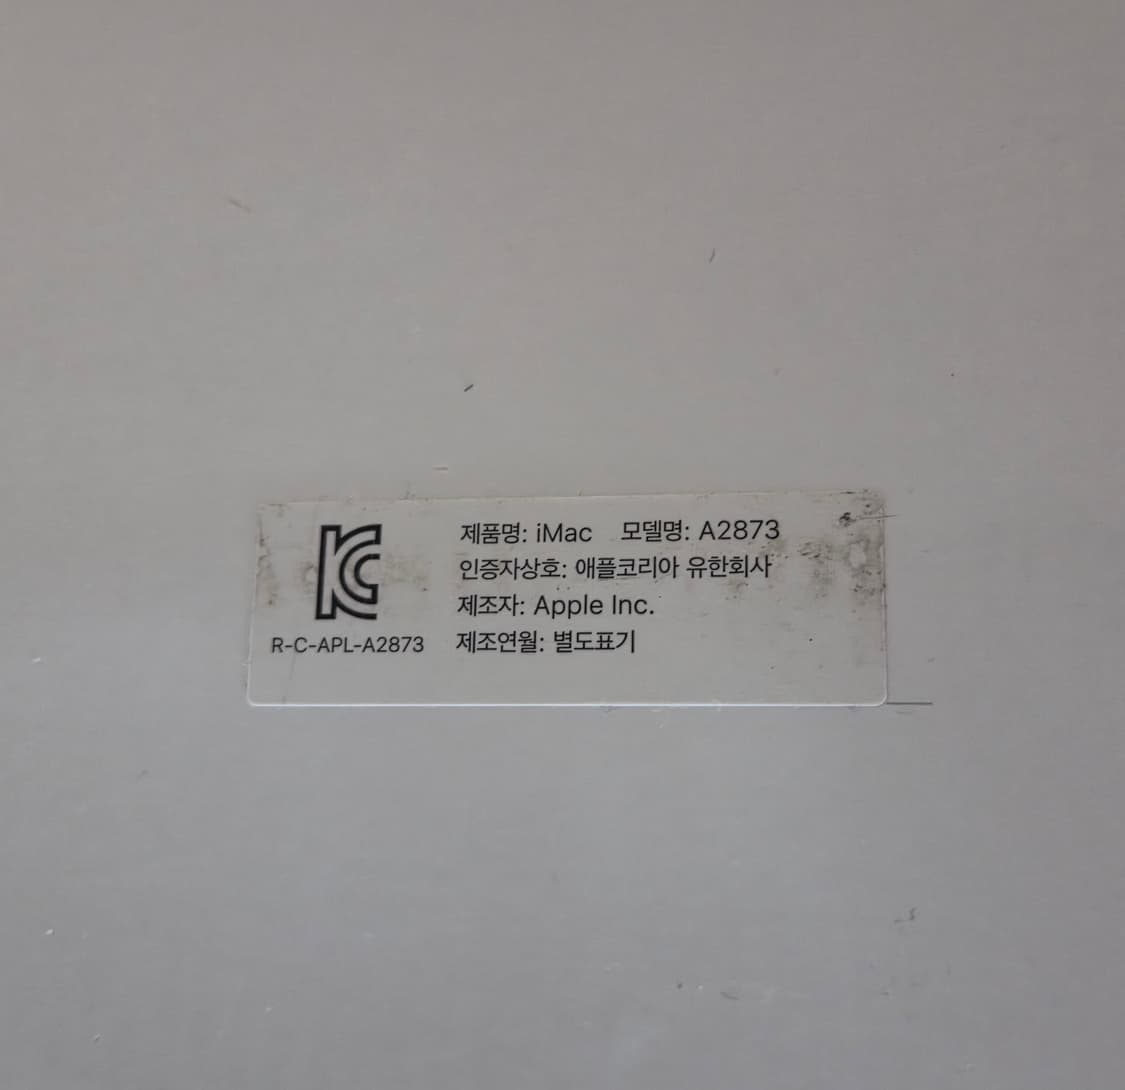 KC
제품명: iMac 모델명: A2873
인증자상호: 애플코리아 유한회사
제조자: Apple Inc.
R-C-APL-A2873 제조연월: 별도표기